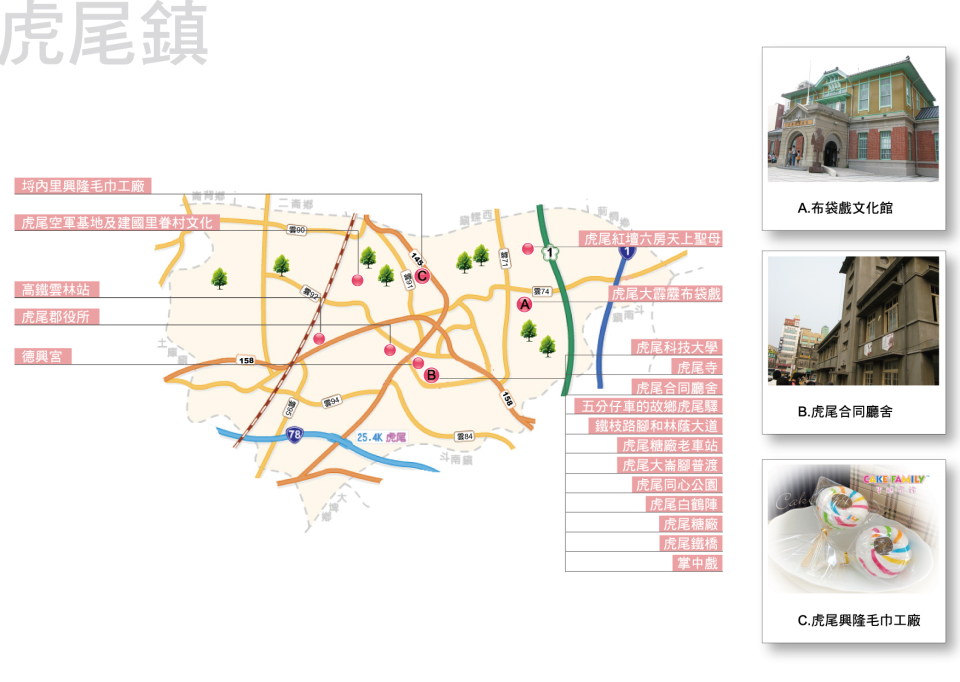 虎尾鎮
埒內里興隆毛巾工廠
虎尾空軍基地及建國里眷村文化
高鐵雲林站
虎尾郡役所
德興宮
二崙鄉
西螺鎮
雲90
145
雲91
雲71
雲92
雲74
1
1
A
B
C
158
158
雲95
雲94
雲84
78
25.4K 虎尾
斗南鎮
斗南鎮
大埤鄉
虎尾紅壇六房天上聖母
虎尾大霹靂布袋戲
虎尾科技大學
虎尾寺
虎尾合同廳舍
五分仔車的故鄉虎尾驛
鐵枝路腳和林蔭大道
虎尾糖廠老車站
虎尾大崙腳普渡
虎尾同心公園
虎尾白鶴陣
虎尾糖廠
虎尾鐵橋
掌中戲
A.布袋戲文化館
B.虎尾合同廳舍
CAKE FAMILY
C.虎尾興隆毛巾工廠